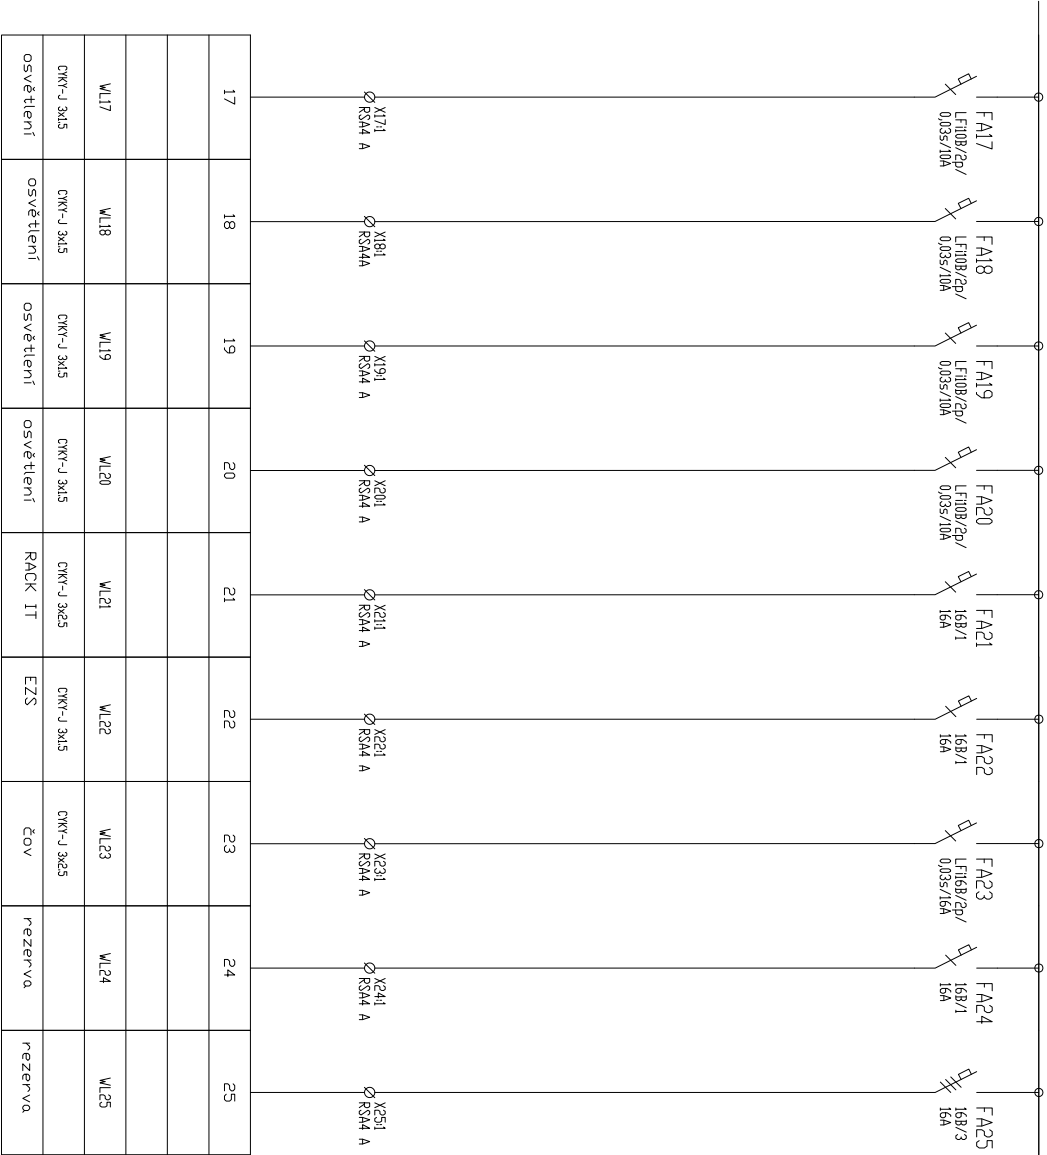 FA17
LFI10B/2p/
0,03s/10A
FA18
LFI10B/2p/
0,03s/10A
FA19
LFI10B/2p/
0,03s/10A
FA20
LFI10B/2p/
0,03s/10A
FA21
16B/1
16A
FA22
16B/1
16A
FA23
LFI16B/2p/
0,03s/16A
FA24
16B/1
16A
FA25
16B/3
16A
X17:1
RSA4 A
X18:1
RSA4A
X19:1
RSA4 A
X20:1
RSA4 A
X21:1
RSA4 A
X22:1
RSA4 A
X23:1
RSA4 A
X24:1
RSA4 A
X25:1
RSA4 A
17
18
19
20
21
22
23
24
25
WL17
WL18
WL19
WL20
WL21
WL22
WL23
WL24
WL25
CYKY-J 3x1.5
CYKY-J 3x1.5
CYKY-J 3x1.5
CYKY-J 3x1.5
CYKY-J 3x2.5
CYKY-J 3x1.5
CYKY-J 3x2.5
osvětlení
osvětlení
osvětlení
osvětlení
RACK IT
EZS
čov
rezerva
rezerva